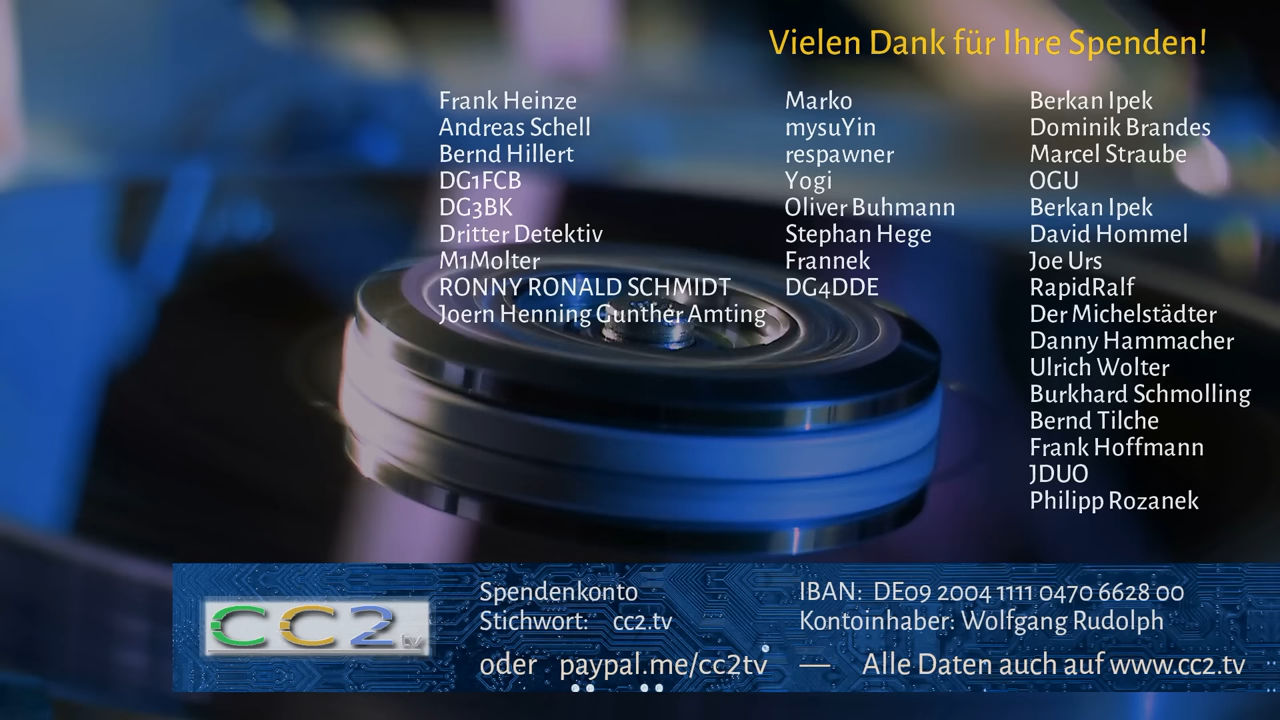 Vielen Dank für Ihre Spenden!
Frank Heinze
Andreas Schell
Bernd Hillert
DG1FCB
DG3BK
Dritter Detektiv
M1Molter
RONNY RONALD SCHMIDT
Joern Henning Gunther Amting
Marko
mysuYin
respawner
Yogi
Oliver Buhmann
Stephan Hege
Frannek
DG4DDE
Berkan Ipek
Dominik Brandes
Marcel Straube
OGU
Berkan Ipek
David Hommel
Joe Urs
RapidRalf
Der Michelstädter
Danny Hammacher
Ulrich Wolter
Burkhard Schmolling
Bernd Tilche
Frank Hoffmann
JDUO
Philipp Rozanek
CC2 tv
Spendenkonto
Stichwort: cc2.tv
IBAN: DE09 2004 1111 0470 6628 00
Kontoinhaber: Wolfgang Rudolph
oder paypal.me/cc2tv — Alle Daten auch auf www.cc2.tv